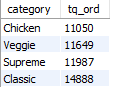 category tq_ord
Chicken 11050
Veggie 11649
Supreme 11987
Classic 14888